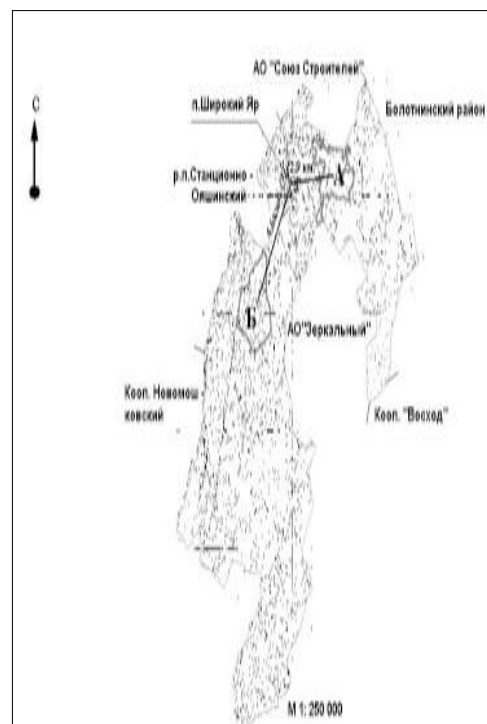 АО "Союз Строителей"
С
п.Широкий Яр
Болотнинский район
р.п.Станционно -
Ояшинский
А
Б
АО"Зеркальный"
Кооп. Новомош
ковский
Кооп. "Восход"
М 1: 250 000